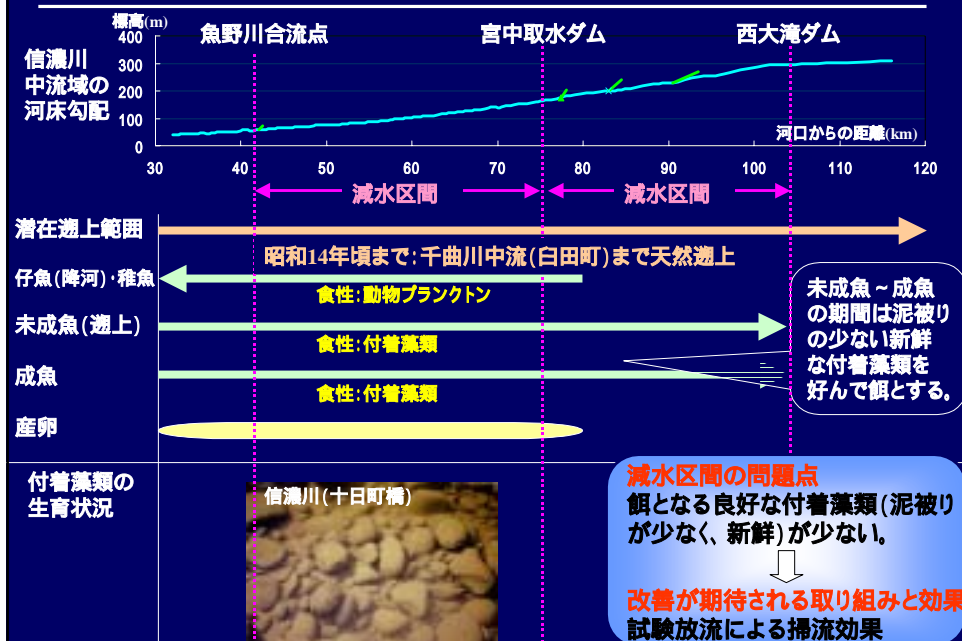 標高(m)
400
300
200
100
0
魚野川合流点
宮中取水ダム
西大滝ダム
信濃川
中流域の
河床勾配
河口からの距離(km)
30 40 50 60 70 80 90 100 110 120
減水区間
減水区間
潜在遡上範囲
昭和14年頃まで：千曲川中流(臼田町)まで天然遡上
仔魚(降河)・稚魚
食性：動物プランクトン
未成魚(遡上)
食性：付着藻類
成魚
食性：付着藻類
産卵
未成魚～成魚
の期間は泥被り
の少ない新鮮
な付着藻類を
好んで餌とする。
付着藻類の
生育状況
信濃川(十日町橋)
減水区間の問題点
餌となる良好な付着藻類(泥被り
が少なく、新鮮)が少ない。
改善が期待される取り組みと効果
試験放流による掃流効果